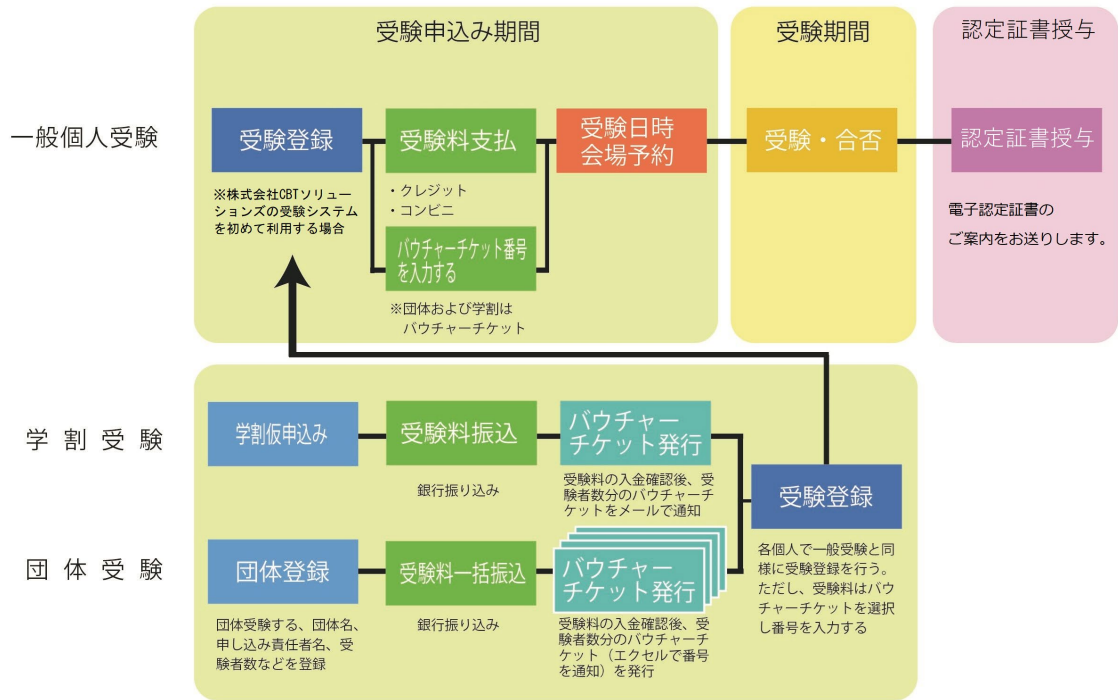 受験申込み期間
受験期間
認定証書授与
一般個人受験
受験登録
受験料支払
受験日時
会場予約
受験・合否
認定証書授与
※株式会社CBTソリュー
ションズの受験システム
を初めて利用する場合
・クレジット
・コンビニ
バウチャーチケット番号
を入力する
※団体および学割は
バウチャーチケット
電子認定証書の
ご案内をお送りします。
学割受験
学割仮申込み
受験料振込
バウチャー
チケット発行
銀行振り込み
受験料の入金確認後、受
験者数分のバウチャーチ
ケットをメールで通知
受験登録
各個人で一般受験と同
様に受験登録を行う。
ただし、受験料はバウ
チャーチケットを選択
し番号を入力する
団体受験
団体登録
受験料一括振込
バウチャー
チケット発行
団体受験する、団体名、
申し込み責任者名、受
験者数などを登録
銀行振り込み
受験料の入金確認後、受
験者数分のバウチャーチ
ケット（エクセルで番号
を通知）を発行